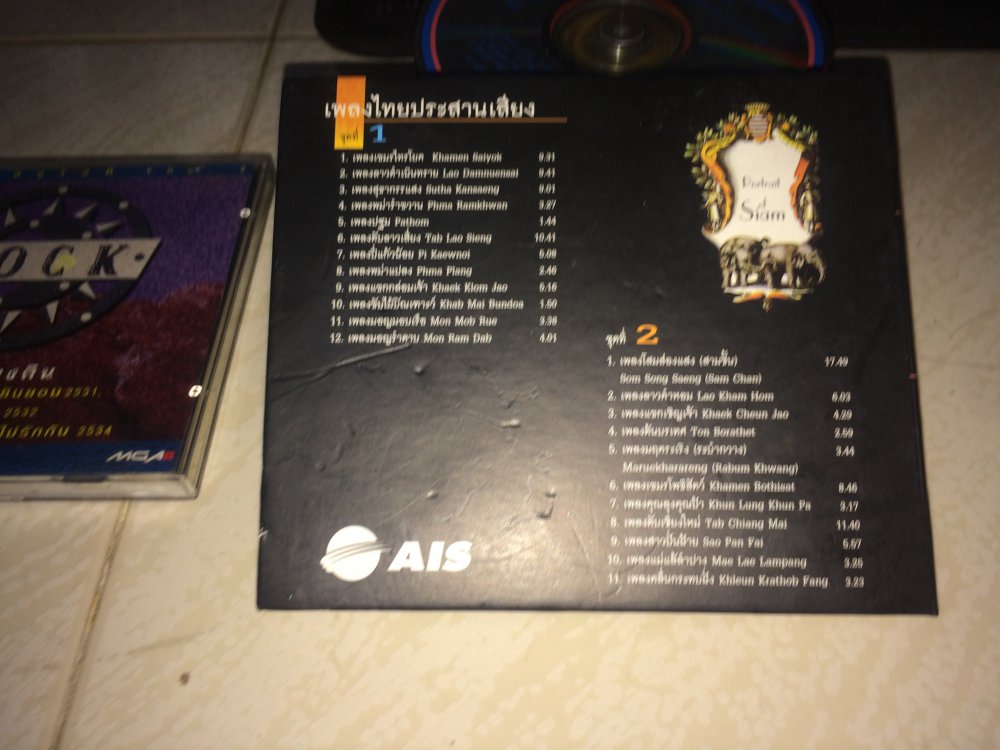 เพลงไทยประสานเสียง
ชุดที่ 1
1. เพลงเขมรไทรโยค Khamen Saiyok 9.31
2. เพลงลาวดำเนินทราย Lao Damnuensai 9.41
3. เพลงสุธากรรแสง Sutha Kansaeng 9.01
4. เพลงพม่ารำขวาน Phma Ramkhwan 3.27
5. เพลงปฐม Pathom 1.44
6. เพลงตับลาวเสี่ยง Tab Lao Sieng 10.41
7. เพลงปี่แก้วน้อย Pi Kaewnoi 5.08
8. เพลงพม่าแปลง Phma Plang 2.46
9. เพลงแขกกล่อมเจ้า Khaek Klom Jao 5.16
10. เพลงขับไม้บัณเฑาะว์ Khab Mai Bundoa 1.50
11. เพลงมอญมอบเรือ Mon Mob Rue 3.38
12. เพลงมอญรำดาบ Mon Ram Dab 4.01
Portrait
of
Siam
ชุดที่ 2
1. เพลงโสมส่องแสง (สามชั้น) 17.49
Som Song Saeng (Sam Chan)
2. เพลงลาวคำหอม Lao Kham Hom 6.03
3. เพลงแขกเชิญเจ้า Khaek Cheun Jao 4.29
4. เพลงต้นบรเทศ Ton Borathet 2.59
5. เพลงมฤคระเริง (ระบำกวาง) 3.44
Maruekharareng (Rabum Khwang)
6. เพลงเขมรโพธิสัตว์ Khamen Bothisat 8.46
7. เพลงคุณลุงคุณป้า Khun Lung Khun Pa 3.17
8. เพลงตับเชียงใหม่ Tab Chiang Mai 11.40
9. เพลงสาวปั่นฝ้าย Sao Pan Fai 5.57
10. เพลงแม่แล๊ลำปาง Mae Lae Lampang 3.25
11. เพลงคลื่นกระทบฝั่ง Khleun Krathob Fang 3.23
AIS
OCK
2531,
2532
ไม่รักกัน 2534
MGA